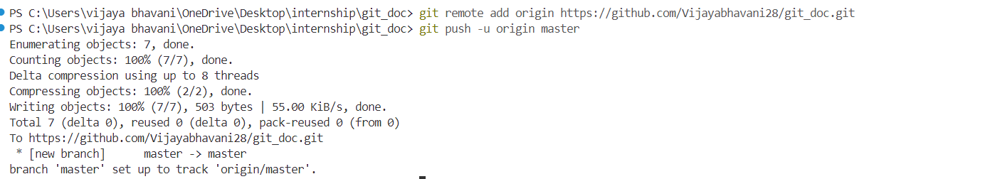 PS C:\Users\vijaya bhavani\OneDrive\Desktop\internship\git_doc> git remote add origin https://github.com/Vijayabhavani28/git_doc.git
PS C:\Users\vijaya bhavani\OneDrive\Desktop\internship\git_doc> git push -u origin master
Enumerating objects: 7, done.
Counting objects: 100% (7/7), done.
Delta compression using up to 8 threads
Compressing objects: 100% (2/2), done.
Writing objects: 100% (7/7), 503 bytes | 55.00 KiB/s, done.
Total 7 (delta 0), reused 0 (delta 0), pack-reused 0 (from 0)
To https://github.com/Vijayabhavani28/git_doc.git
 * [new branch]      master -> master
branch 'master' set up to track 'origin/master'.